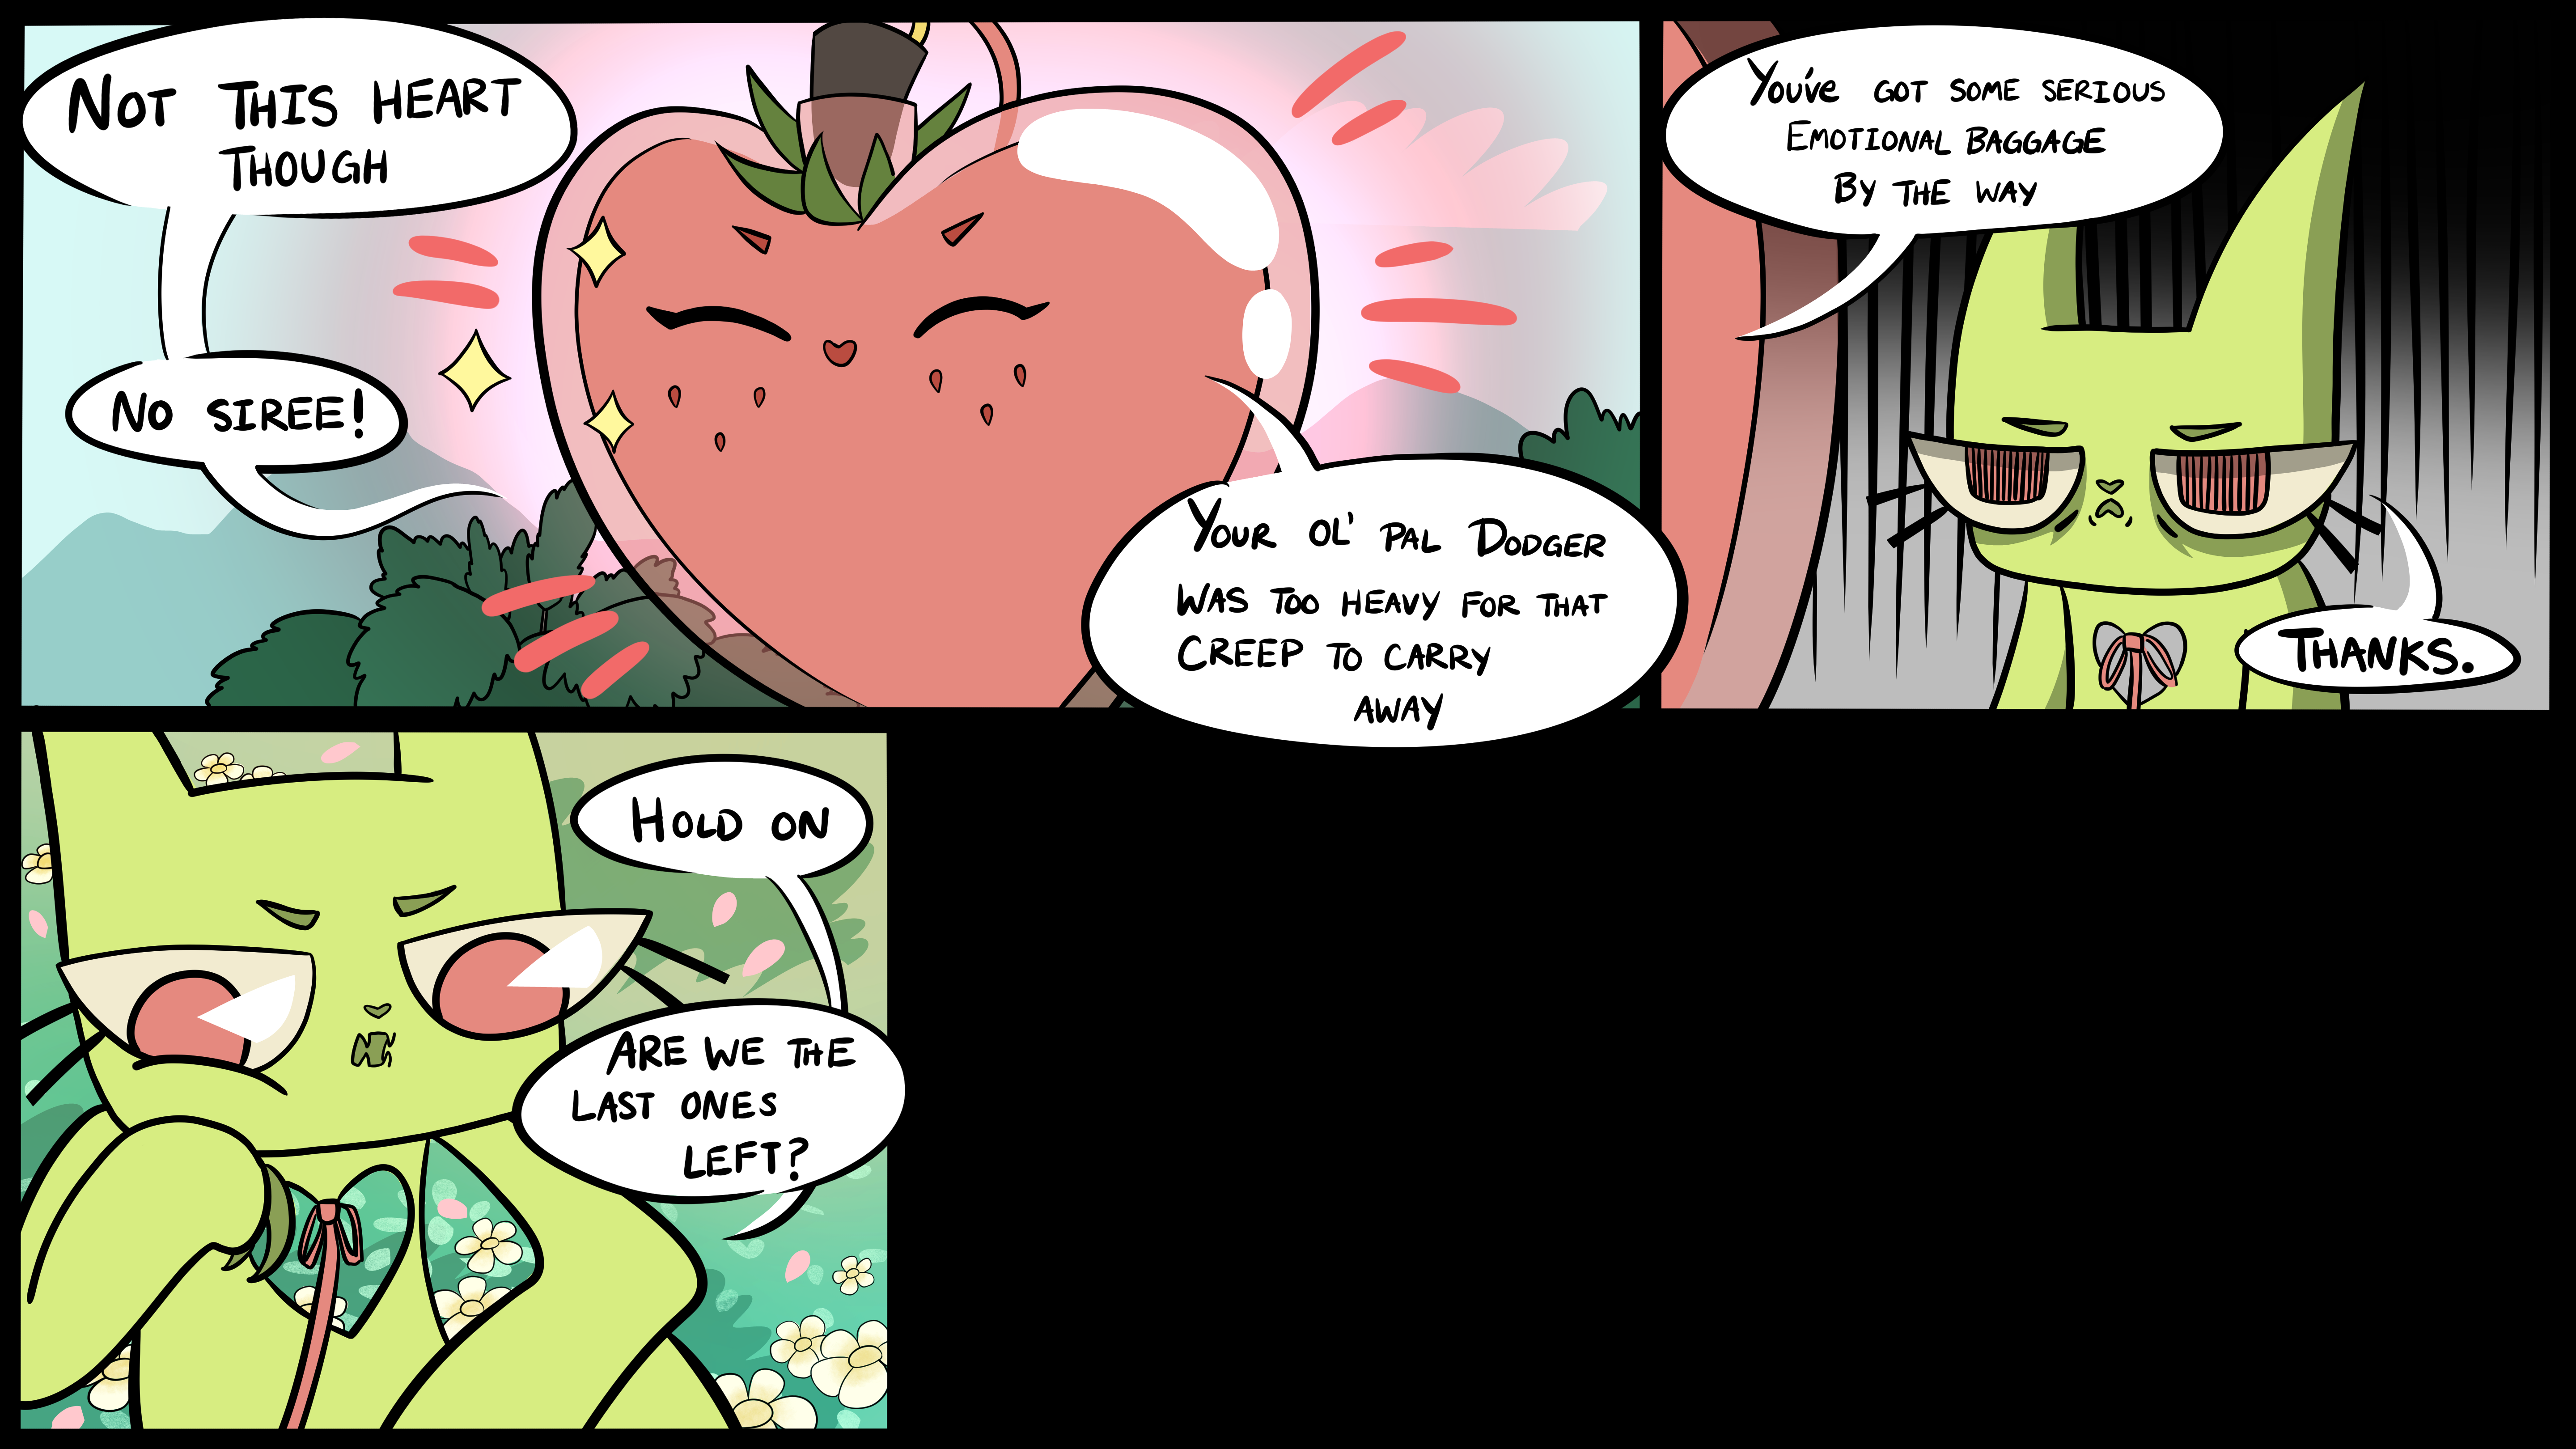 Not this heart
though
No siree!
Your ol' pal Dodger
was too heavy for that
creep to carry
away
You've got some serious
emotional baggage
by the way
Thanks.
Hold on
Are we the
last ones
left?